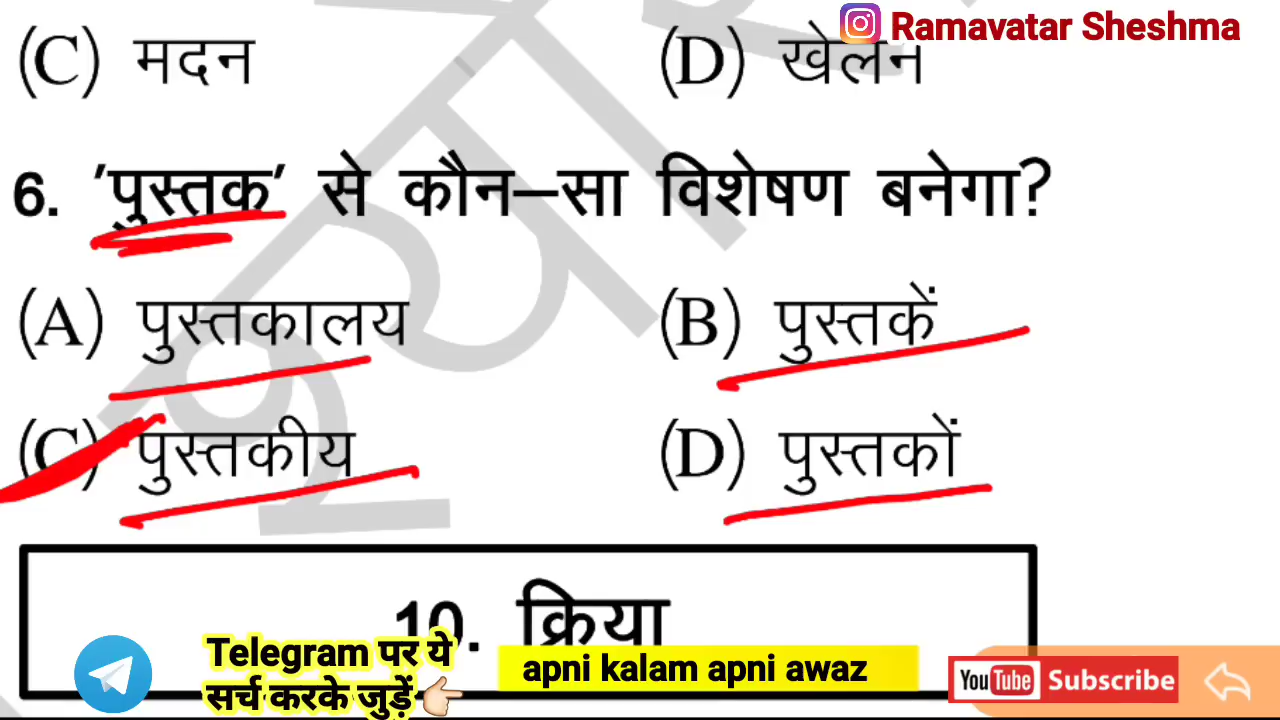 Ramavatar Sheshma
(C) मदन (D) खेलन
6. 'पुस्तक' से कौन–सा विशेषण बनेगा?
(A) पुस्तकालय (B) पुस्तकें
(C) पुस्तकीय (D) पुस्तकों
10. क्रिया
Telegram पर ये
सर्च करके जुड़ें
apni kalam apni awaz
YouTube Subscribe